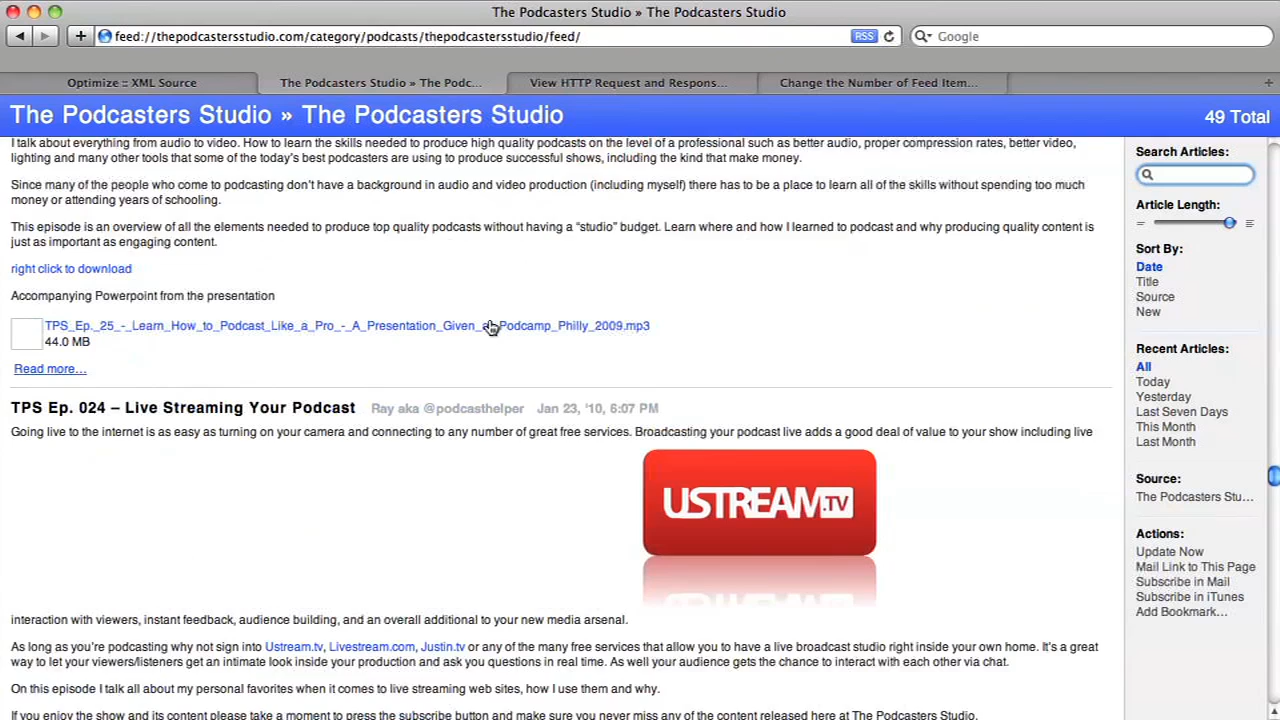 The Podcasters Studio » The Podcasters Studio
feed://thepodcastersstudio.com/category/podcasts/thepodcastersstudio/feed/
RSS
Google
Optimize :: XML Source
The Podcasters Studio » The Podc...
View HTTP Request and Respons...
Change the Number of Feed Item...
The Podcasters Studio » The Podcasters Studio
49 Total
I talk about everything from audio to video. How to learn the skills needed to produce high quality podcasts on the level of a professional such as better audio, proper compression rates, better video,
lighting and many other tools that some of the today's best podcasters are using to produce successful shows, including the kind that make money.
Since many of the people who come to podcasting don't have a background in audio and video production (including myself) there has to be a place to learn all of the skills without spending too much
money or attending years of schooling.
This episode is an overview of all the elements needed to produce top quality podcasts without having a “studio” budget. Learn where and how I learned to podcast and why producing quality content is
just as important as engaging content.
right click to download
Accompanying Powerpoint from the presentation
TPS_Ep._25_-_Learn_How_to_Podcast_Like_a_Pro_-_A_Presentation_Given_a Podcamp_Philly_2009.mp3
44.0 MB
Read more…
TPS Ep. 024 – Live Streaming Your Podcast Ray aka @podcasthelper Jan 23, '10, 6:07 PM
Going live to the internet is as easy as turning on your camera and connecting to any number of great free services. Broadcasting your podcast live adds a good deal of value to your show including live
USTREAM.TV
interaction with viewers, instant feedback, audience building, and an overall additional to your new media arsenal.
As long as you're podcasting why not sign into Ustream.tv, Livestream.com, Justin.tv or any of the many free services that allow you to have a live broadcast studio right inside your own home. It's a great
way to let your viewers/listeners get an intimate look inside your production and ask you questions in real time. As well your audience gets the chance to interact with each other via chat.
On this episode I talk all about my personal favorites when it comes to live streaming web sites, how I use them and why.
If you enjoy the show and its content please take a moment to press the subscribe button and make sure you never miss any of the content released here at The Podcasters Studio.
Search Articles:
Article Length:
Sort By:
Date
Title
Source
New
Recent Articles:
All
Today
Yesterday
Last Seven Days
This Month
Last Month
Source:
The Podcasters Stu...
Actions:
Update Now
Mail Link to This Page
Subscribe in Mail
Subscribe in iTunes
Add Bookmark...